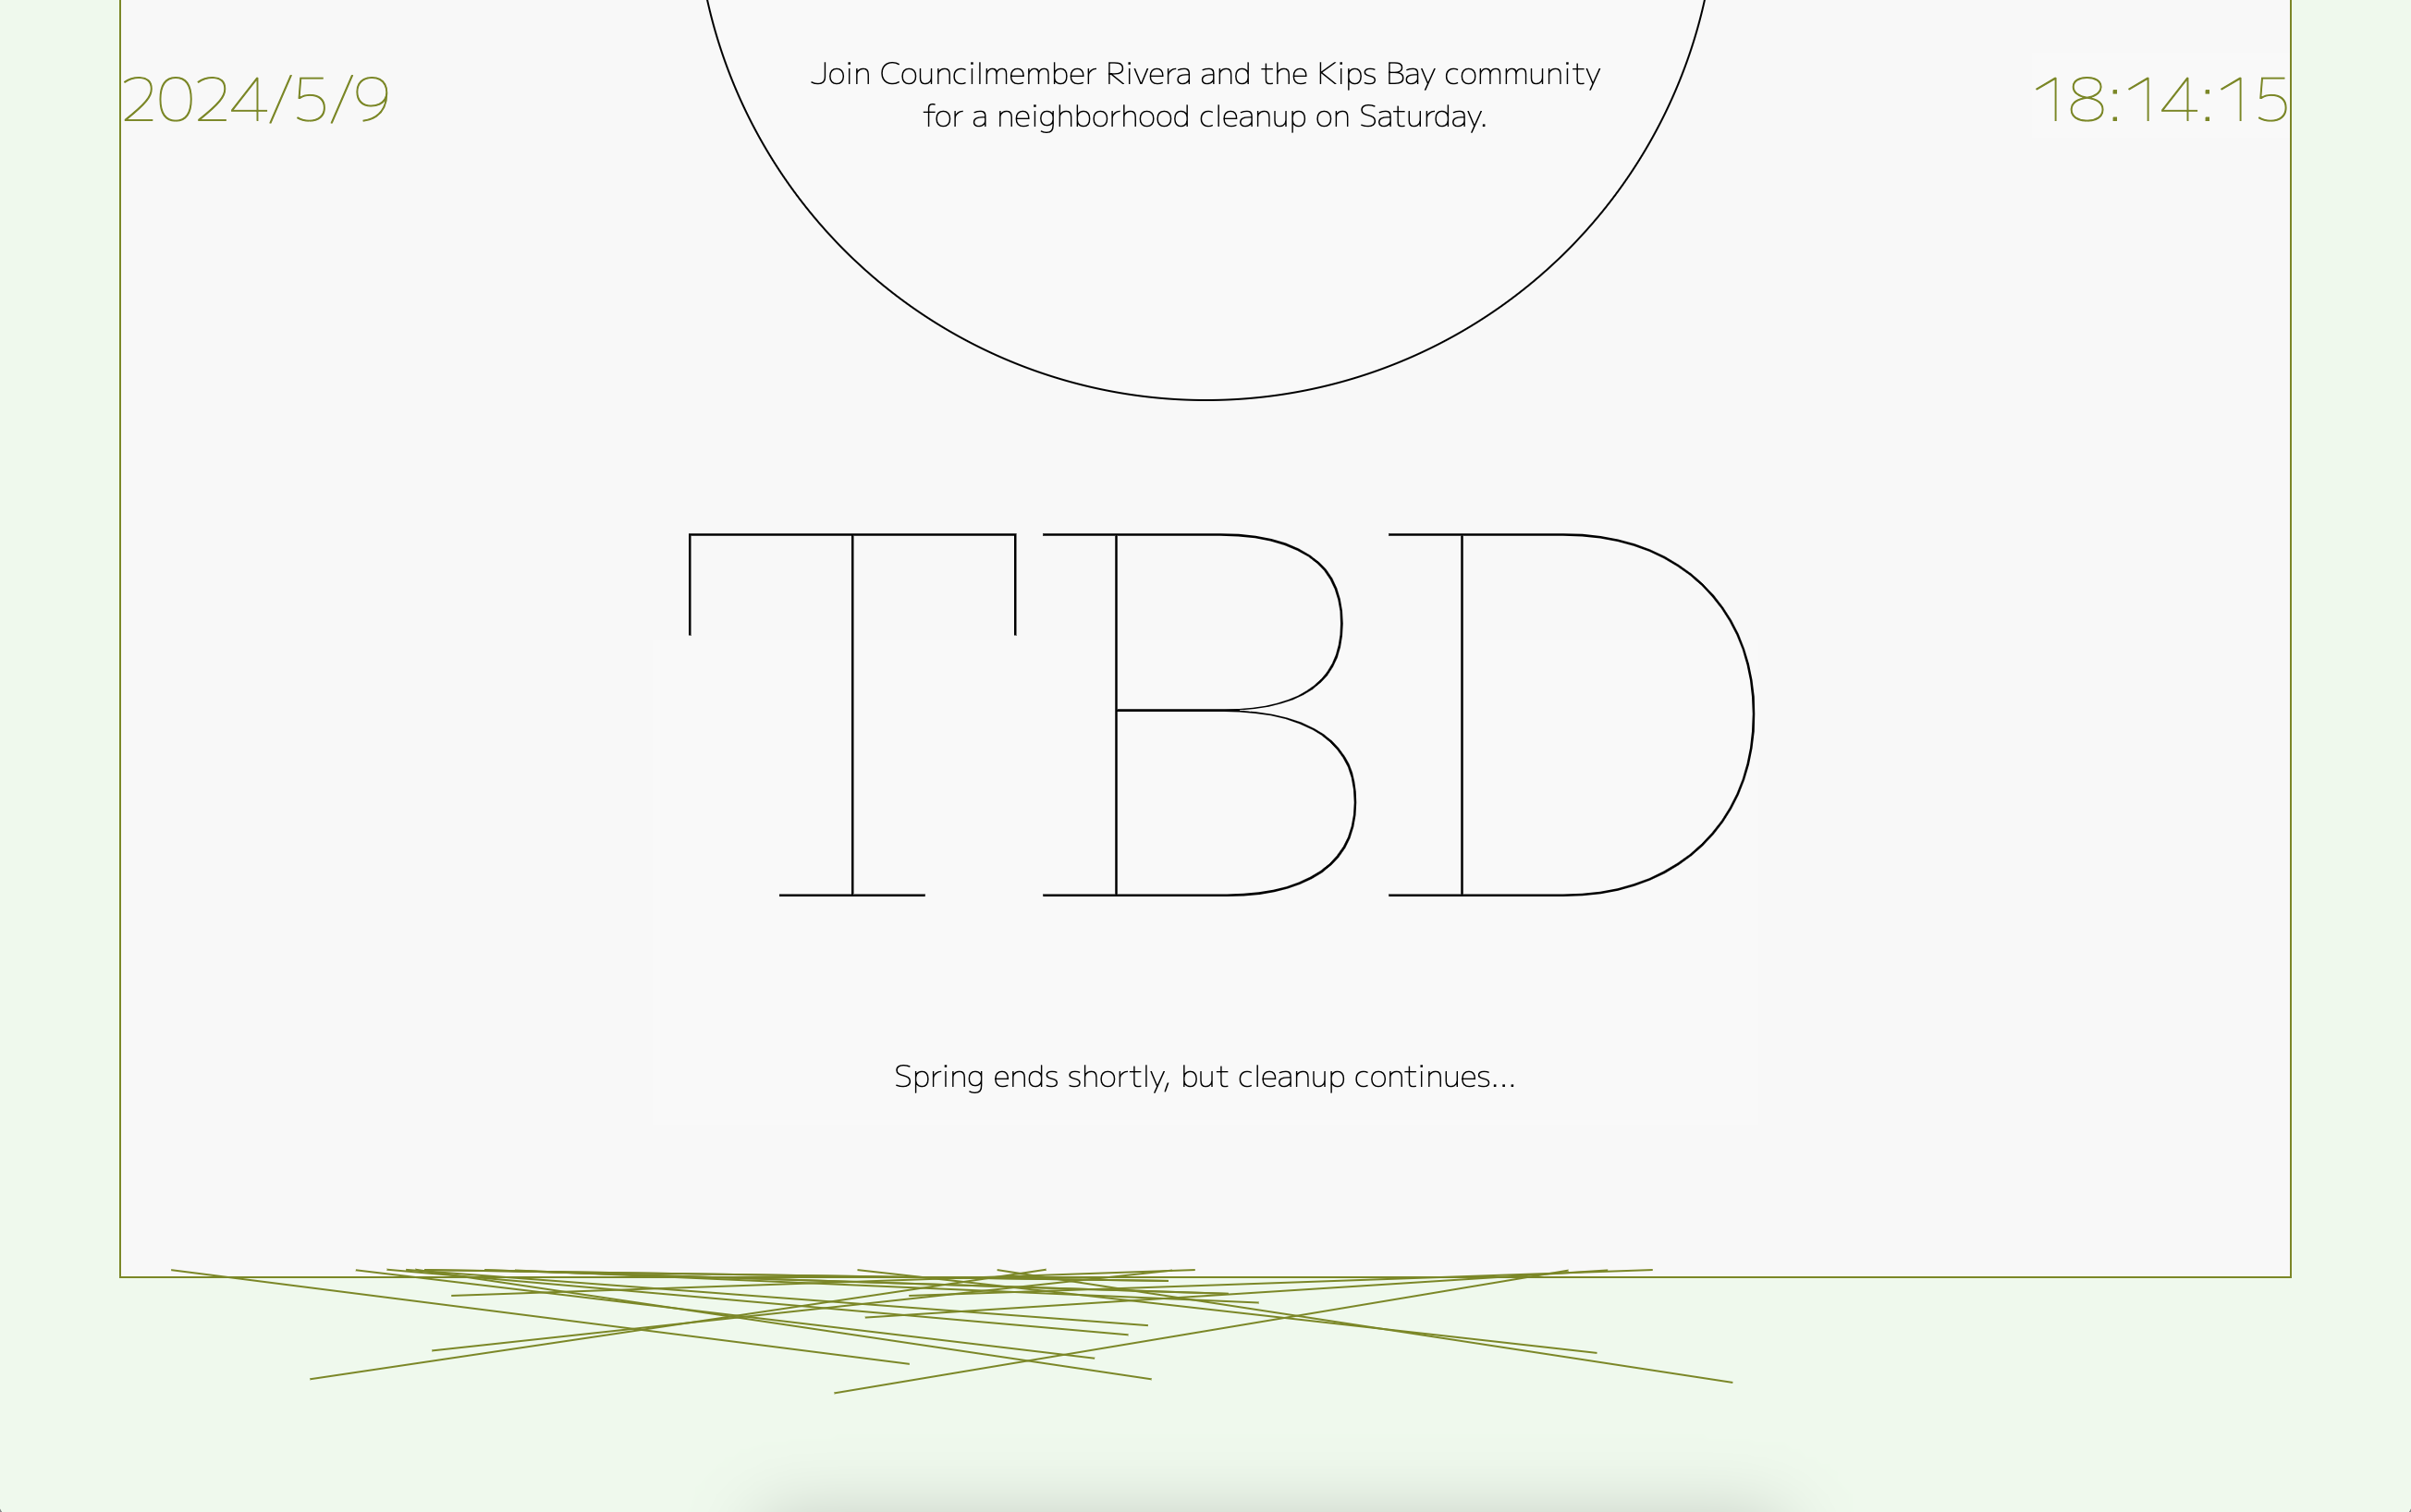 2024/5/9
Join Councilmember Rivera and the Kips Bay community
for a neighborhood cleanup on Saturday.
18:14:15
TBD
Spring ends shortly, but cleanup continues...